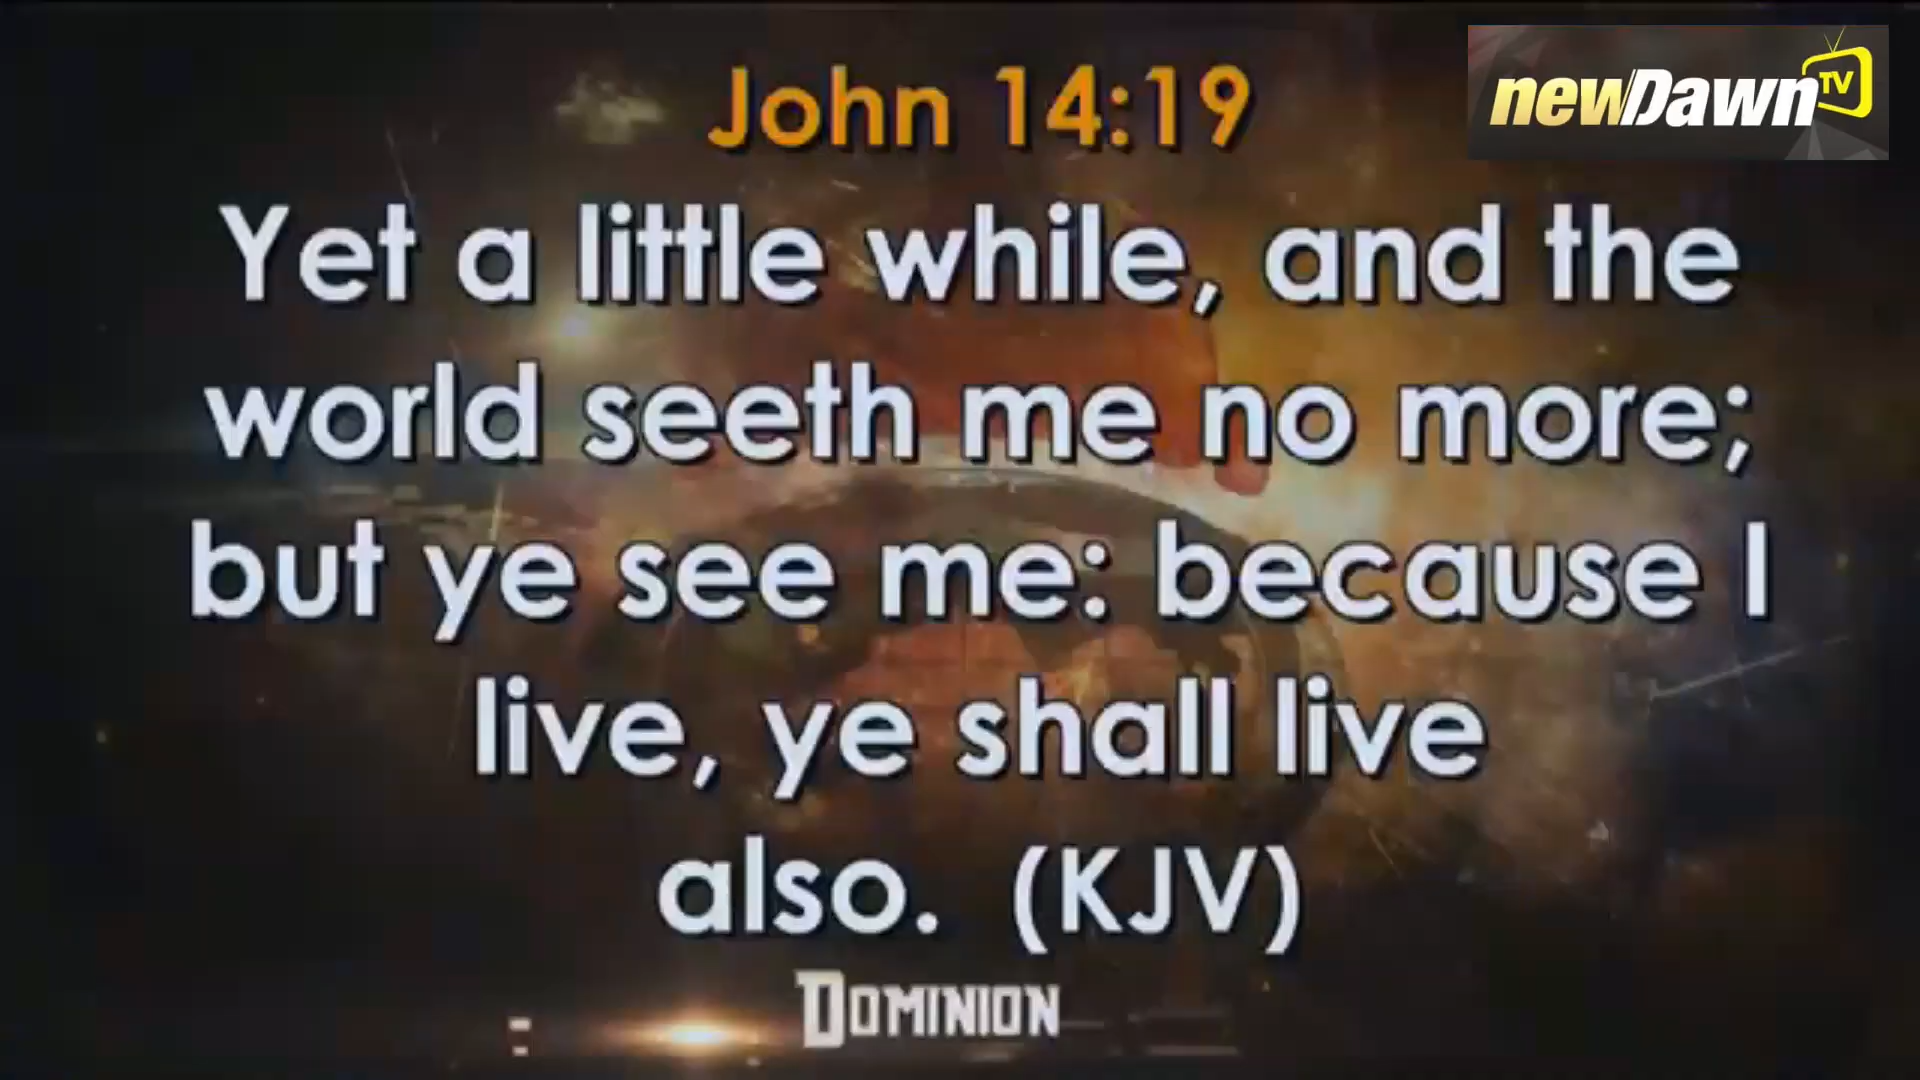 John 14:19
newDawn TV
Yet a little while, and the
world seeth me no more;
but ye see me: because I
live, ye shall live
also. (KJV)
DOMINION